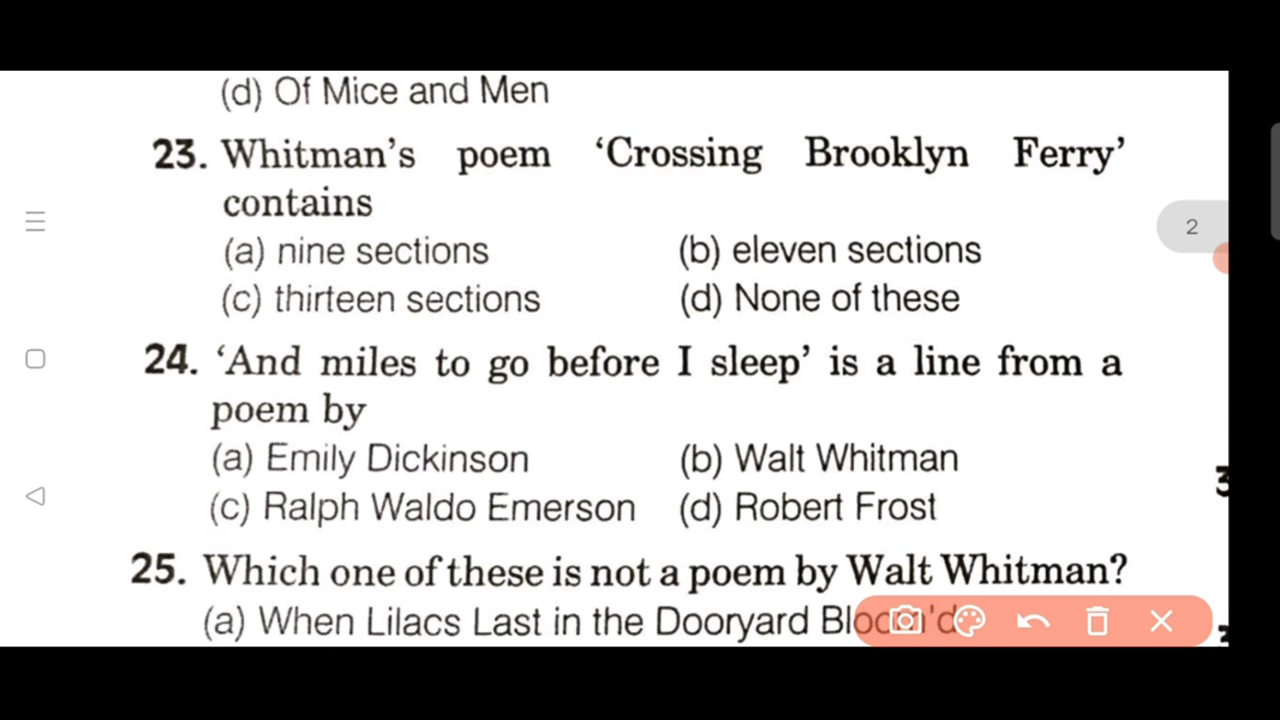 (d) Of Mice and Men
23. Whitman's poem 'Crossing Brooklyn Ferry'
contains
(a) nine sections (b) eleven sections
(c) thirteen sections (d) None of these
2
24. 'And miles to go before I sleep' is a line from a
poem by
(a) Emily Dickinson (b) Walt Whitman
(c) Ralph Waldo Emerson (d) Robert Frost
25. Which one of these is not a poem by Walt Whitman?
(a) When Lilacs Last in the Dooryard